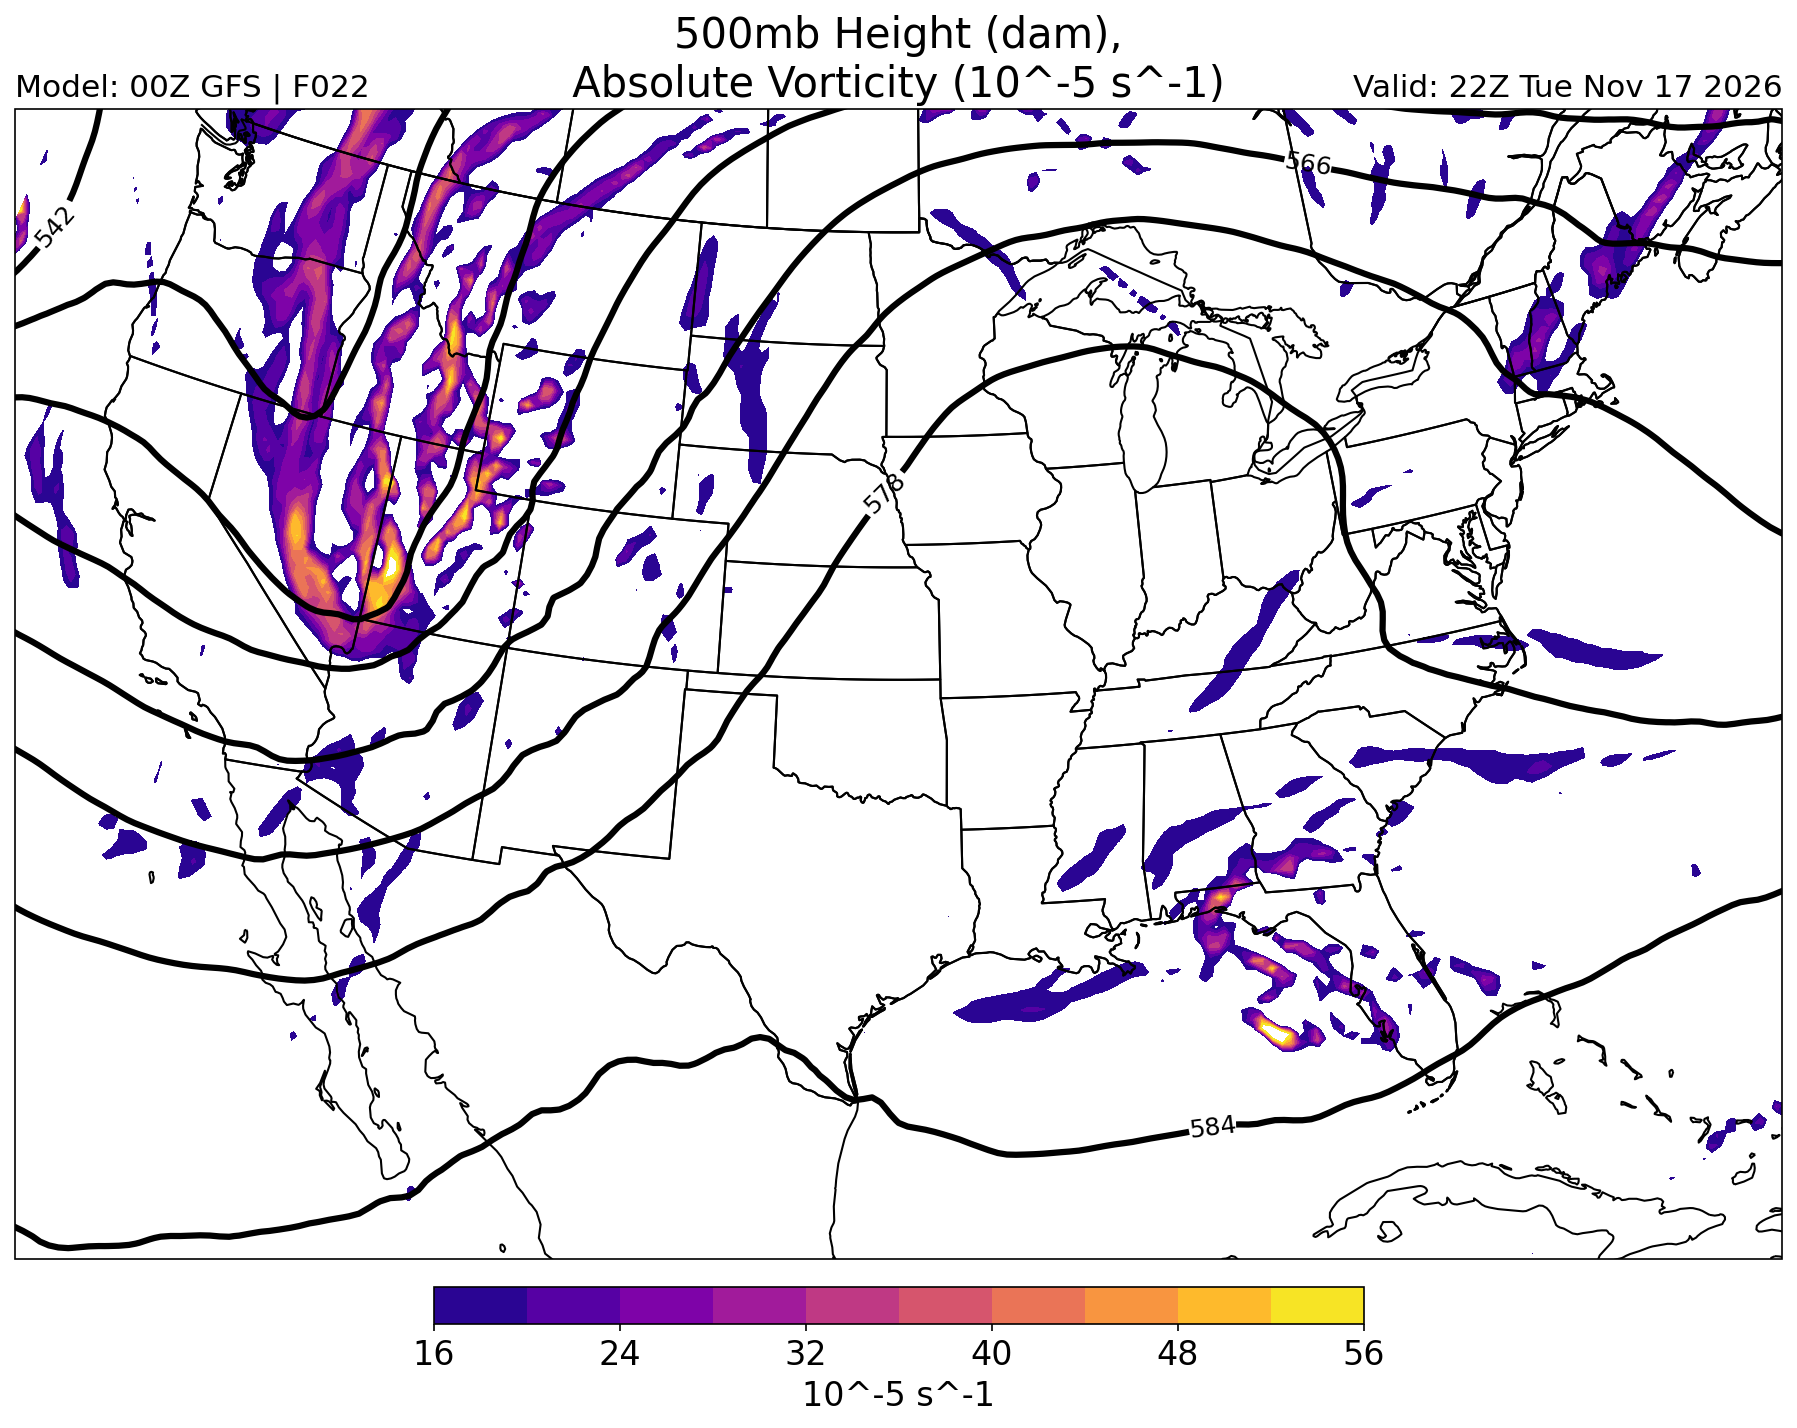 500mb Height (dam),
Absolute Vorticity (10^-5 s^-1)
Model: 00Z GFS | F022
Valid: 22Z Tue Nov 17 2026
542
566
578
584
16 24 32 40 48 56
10^-5 s^-1